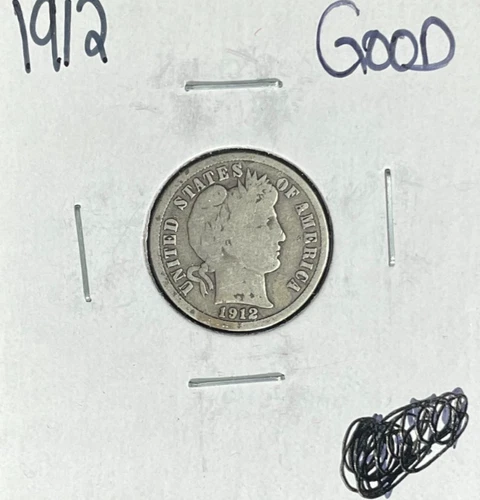 1912 GOOD
UNITED STATES OF AMERICA
1912